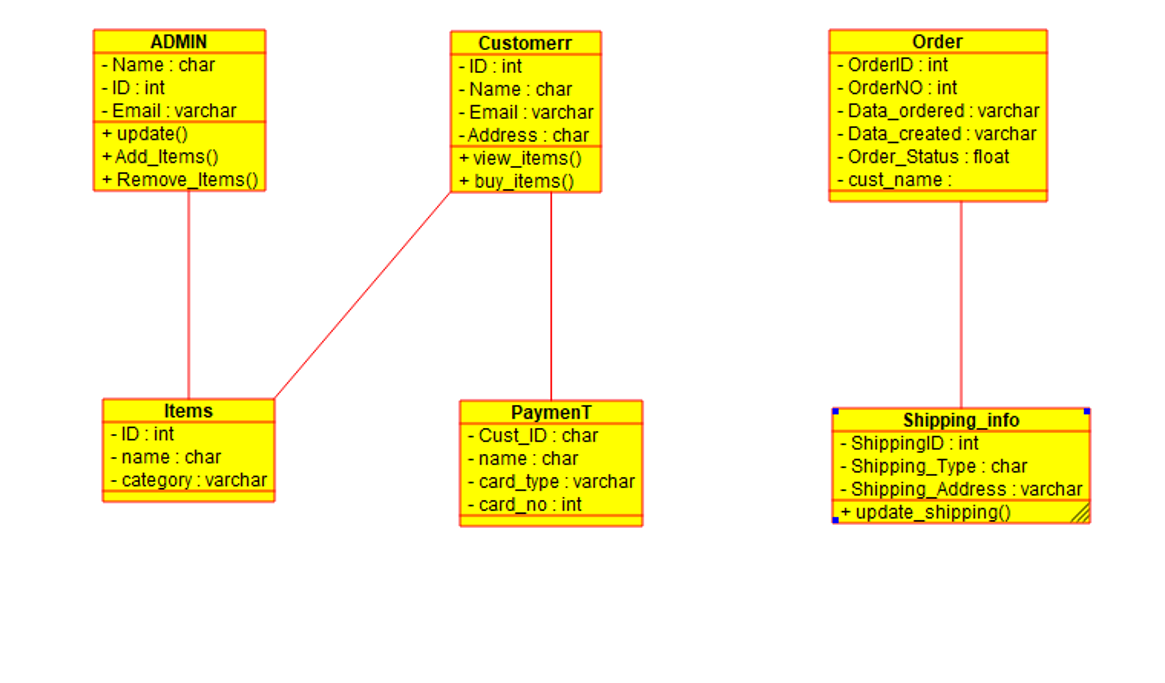 ADMIN
- Name : char
- ID : int
- Email : varchar
+ update()
+ Add_Items()
+ Remove_Items()
Customerr
- ID : int
- Name : char
- Email : varchar
- Address : char
+ view_items()
+ buy_items()
Order
- OrderID : int
- OrderNO : int
- Data_ordered : varchar
- Data_created : varchar
- Order_Status : float
- cust_name :
Items
- ID : int
- name : char
- category : varchar
PaymenT
- Cust_ID : char
- name : char
- card_type : varchar
- card_no : int
Shipping_info
- ShippingID : int
- Shipping_Type : char
- Shipping_Address : varchar
+ update_shipping()